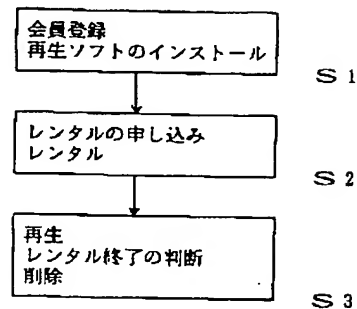 会員登録
再生ソフトのインストール
S1
レンタルの申し込み
レンタル
S2
再生
レンタル終了の判断
削除
S3